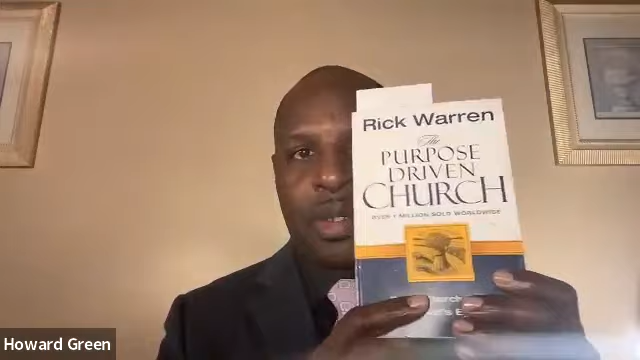 Rick Warren
The
PURPOSE
DRIVEN
CHURCH
OVER 1 MILLION SOLD WORLDWIDE
Howard Green